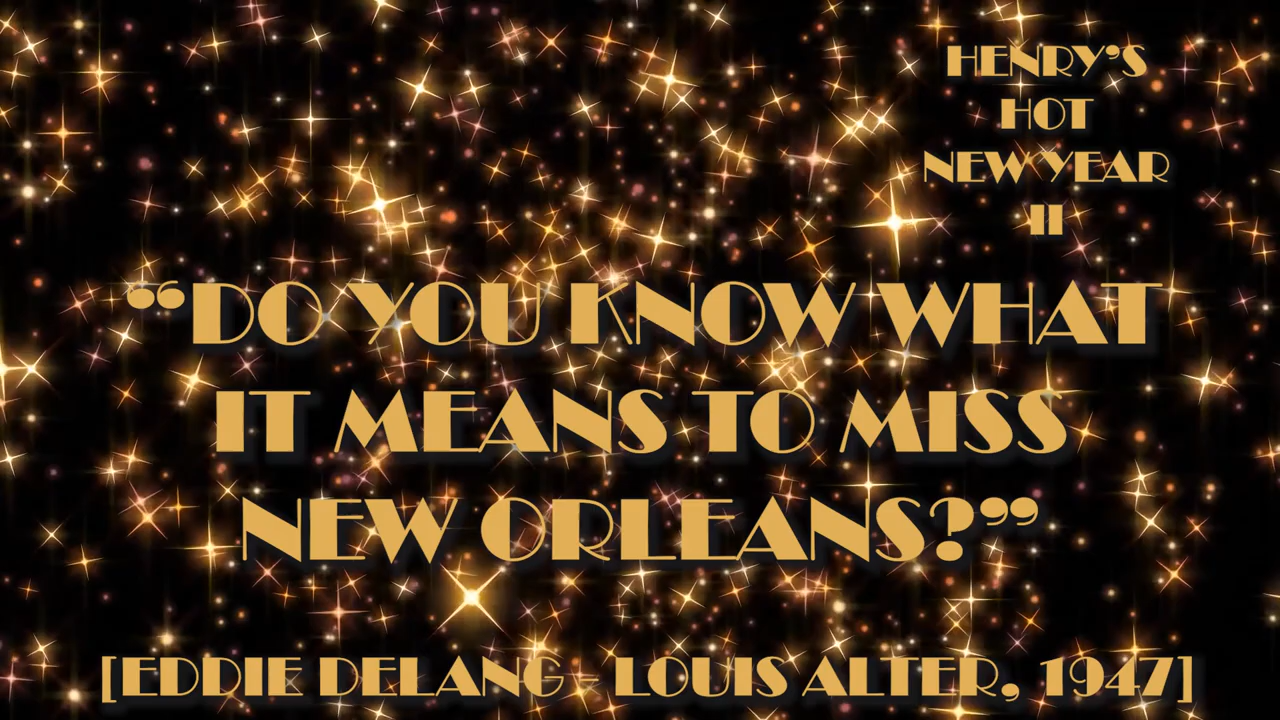 HENRY’S
HOT
NEW YEAR
II
“DO YOU KNOW WHAT
IT MEANS TO MISS
NEW ORLEANS?”
[EDDIE DELANG – LOUIS ALTER, 1947]